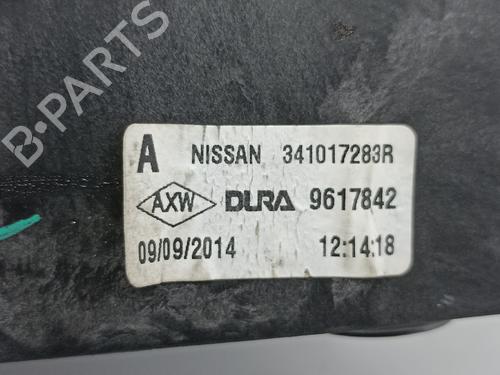 B-PARTS
A NISSAN 341017283R
AXW DURA 9617842
09/09/2014 12:14:18